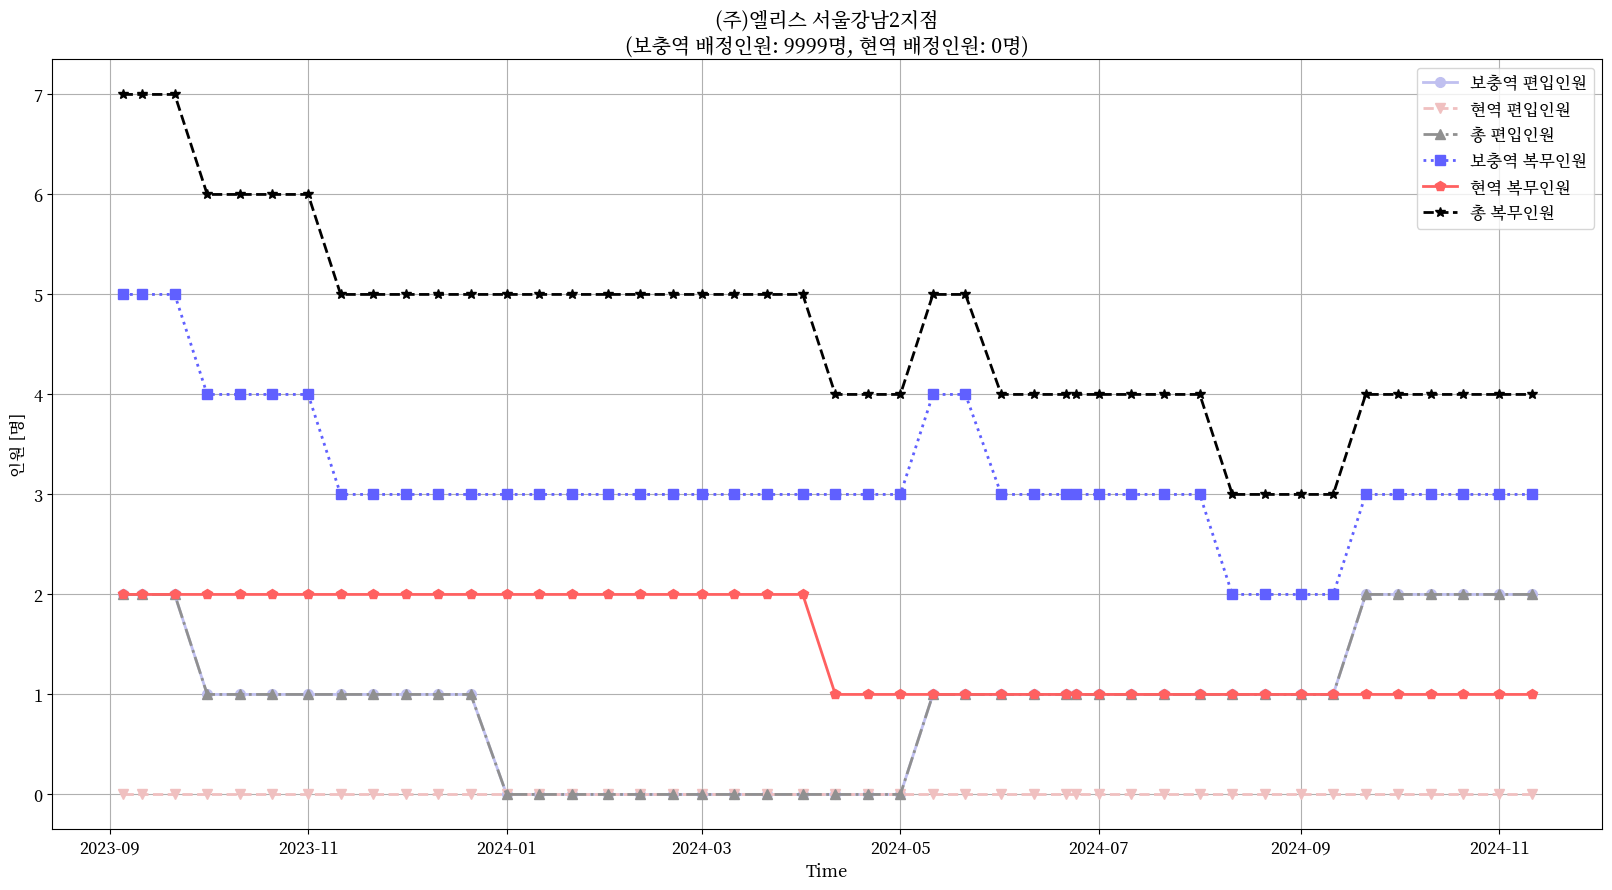 (주)엘리스 서울강남2지점
(보충역 배정인원: 9999명, 현역 배정인원: 0명)
보충역 편입인원
현역 편입인원
총 편입인원
보충역 복무인원
현역 복무인원
총 복무인원
7
6
5
4
3
2
1
0
인원 [명]
2023-09
2023-11
2024-01
2024-03
2024-05
2024-07
2024-09
2024-11
Time